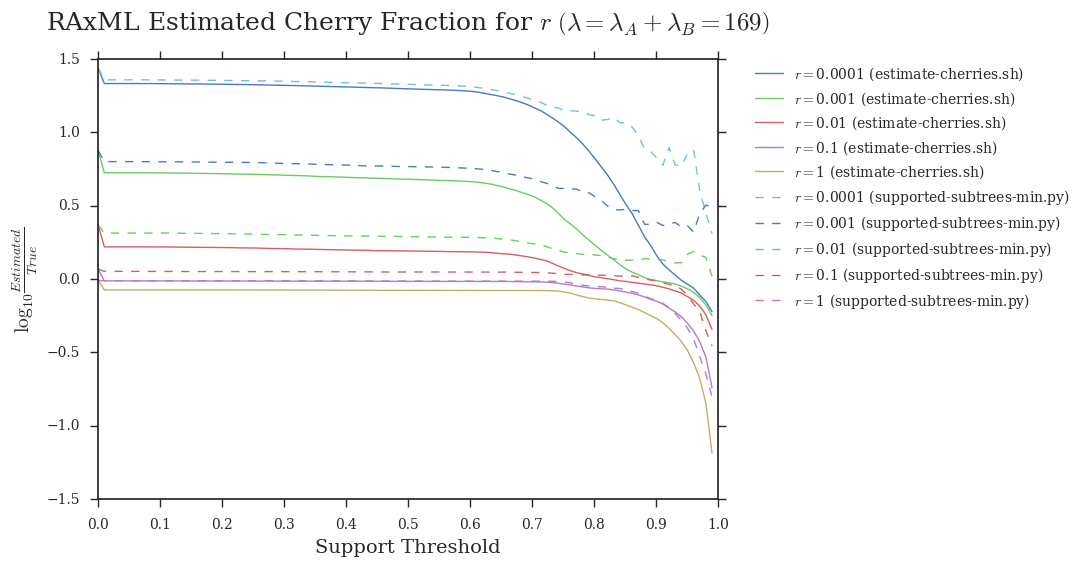 RAxML Estimated Cherry Fraction for r (λ = λ_A + λ_B = 169)
1.5
1.0
0.5
0.0
−0.5
−1.0
−1.5
log₁₀ Estimated/True
0.0 0.1 0.2 0.3 0.4 0.5 0.6 0.7 0.8 0.9 1.0
Support Threshold
r = 0.0001 (estimate-cherries.sh)
r = 0.001 (estimate-cherries.sh)
r = 0.01 (estimate-cherries.sh)
r = 0.1 (estimate-cherries.sh)
r = 1 (estimate-cherries.sh)
r = 0.0001 (supported-subtrees-min.py)
r = 0.001 (supported-subtrees-min.py)
r = 0.01 (supported-subtrees-min.py)
r = 0.1 (supported-subtrees-min.py)
r = 1 (supported-subtrees-min.py)